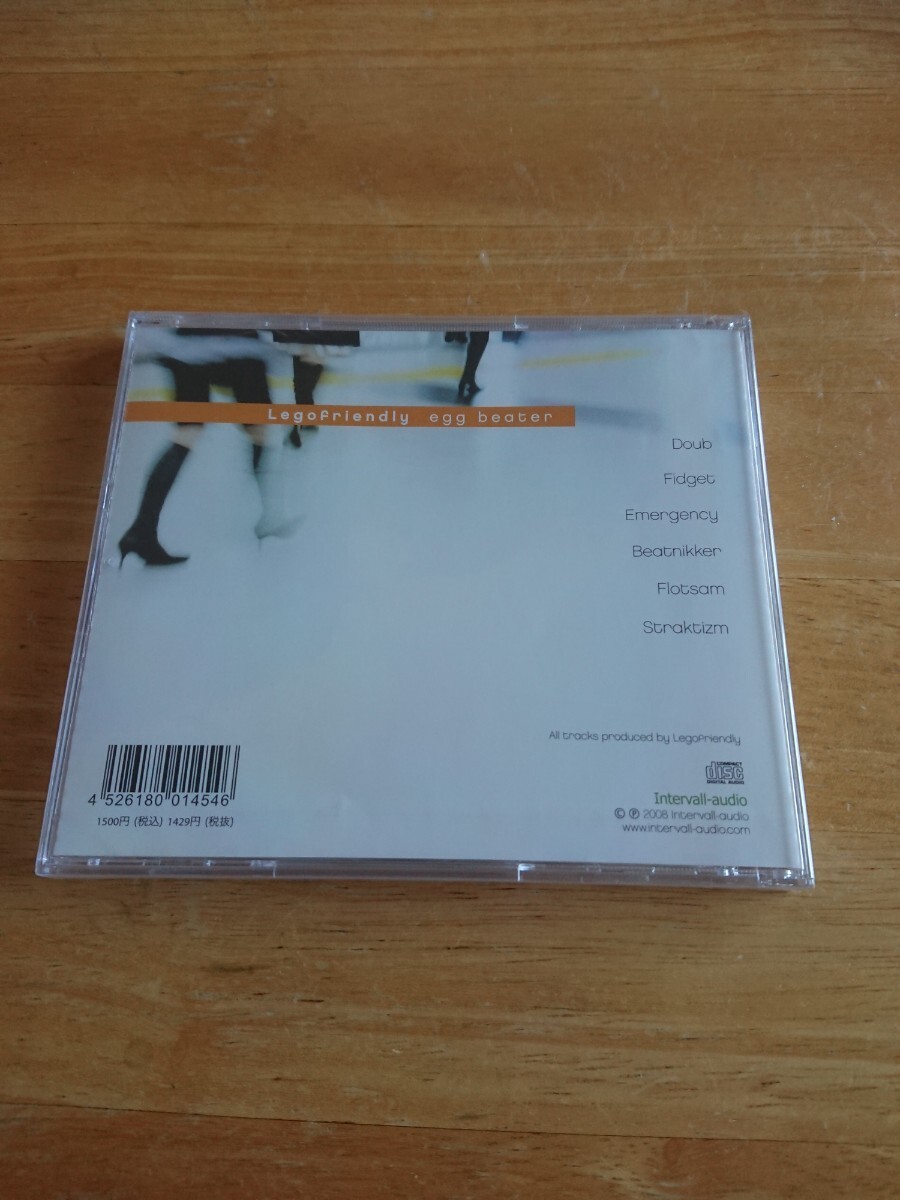 Legofriendly egg beater
Doub
Fidget
Emergency
Beatnikker
Flotsam
Straktizm
All tracks produced by Legofriendly
COMPACT
disc
DIGITAL AUDIO
Intervall-audio
© ℗ 2008 Intervall-audio
www.intervall-audio.com
4 526180 014546
1500円 (税込) 1429円 (税抜)